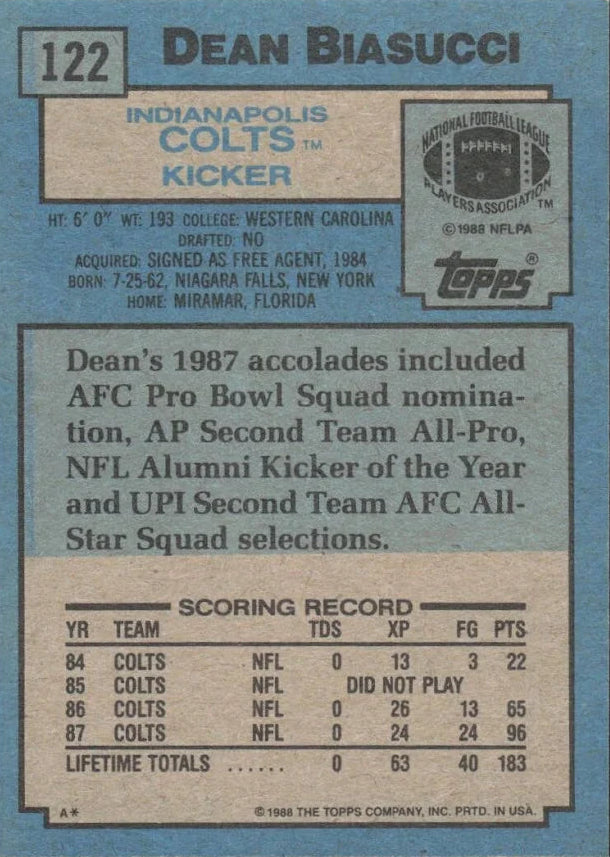 122
DEAN BIASUCCI
INDIANAPOLIS
COLTS TM
KICKER
NATIONAL FOOTBALL LEAGUE
PLAYERS ASSOCIATION TM
© 1988 NFLPA
topps ®
HT: 6' 0" WT: 193 COLLEGE: WESTERN CAROLINA
DRAFTED: NO
ACQUIRED: SIGNED AS FREE AGENT, 1984
BORN: 7-25-62, NIAGARA FALLS, NEW YORK
HOME: MIRAMAR, FLORIDA
Dean's 1987 accolades included
AFC Pro Bowl Squad nomina-
tion, AP Second Team All-Pro,
NFL Alumni Kicker of the Year
and UPI Second Team AFC All-
Star Squad selections.
SCORING RECORD
YR TEAM TDS XP FG PTS
84 COLTS NFL 0 13 3 22
85 COLTS NFL DID NOT PLAY
86 COLTS NFL 0 26 13 65
87 COLTS NFL 0 24 24 96
LIFETIME TOTALS ...... 0 63 40 183
A* © 1988 THE TOPPS COMPANY, INC. PRTD. IN USA.